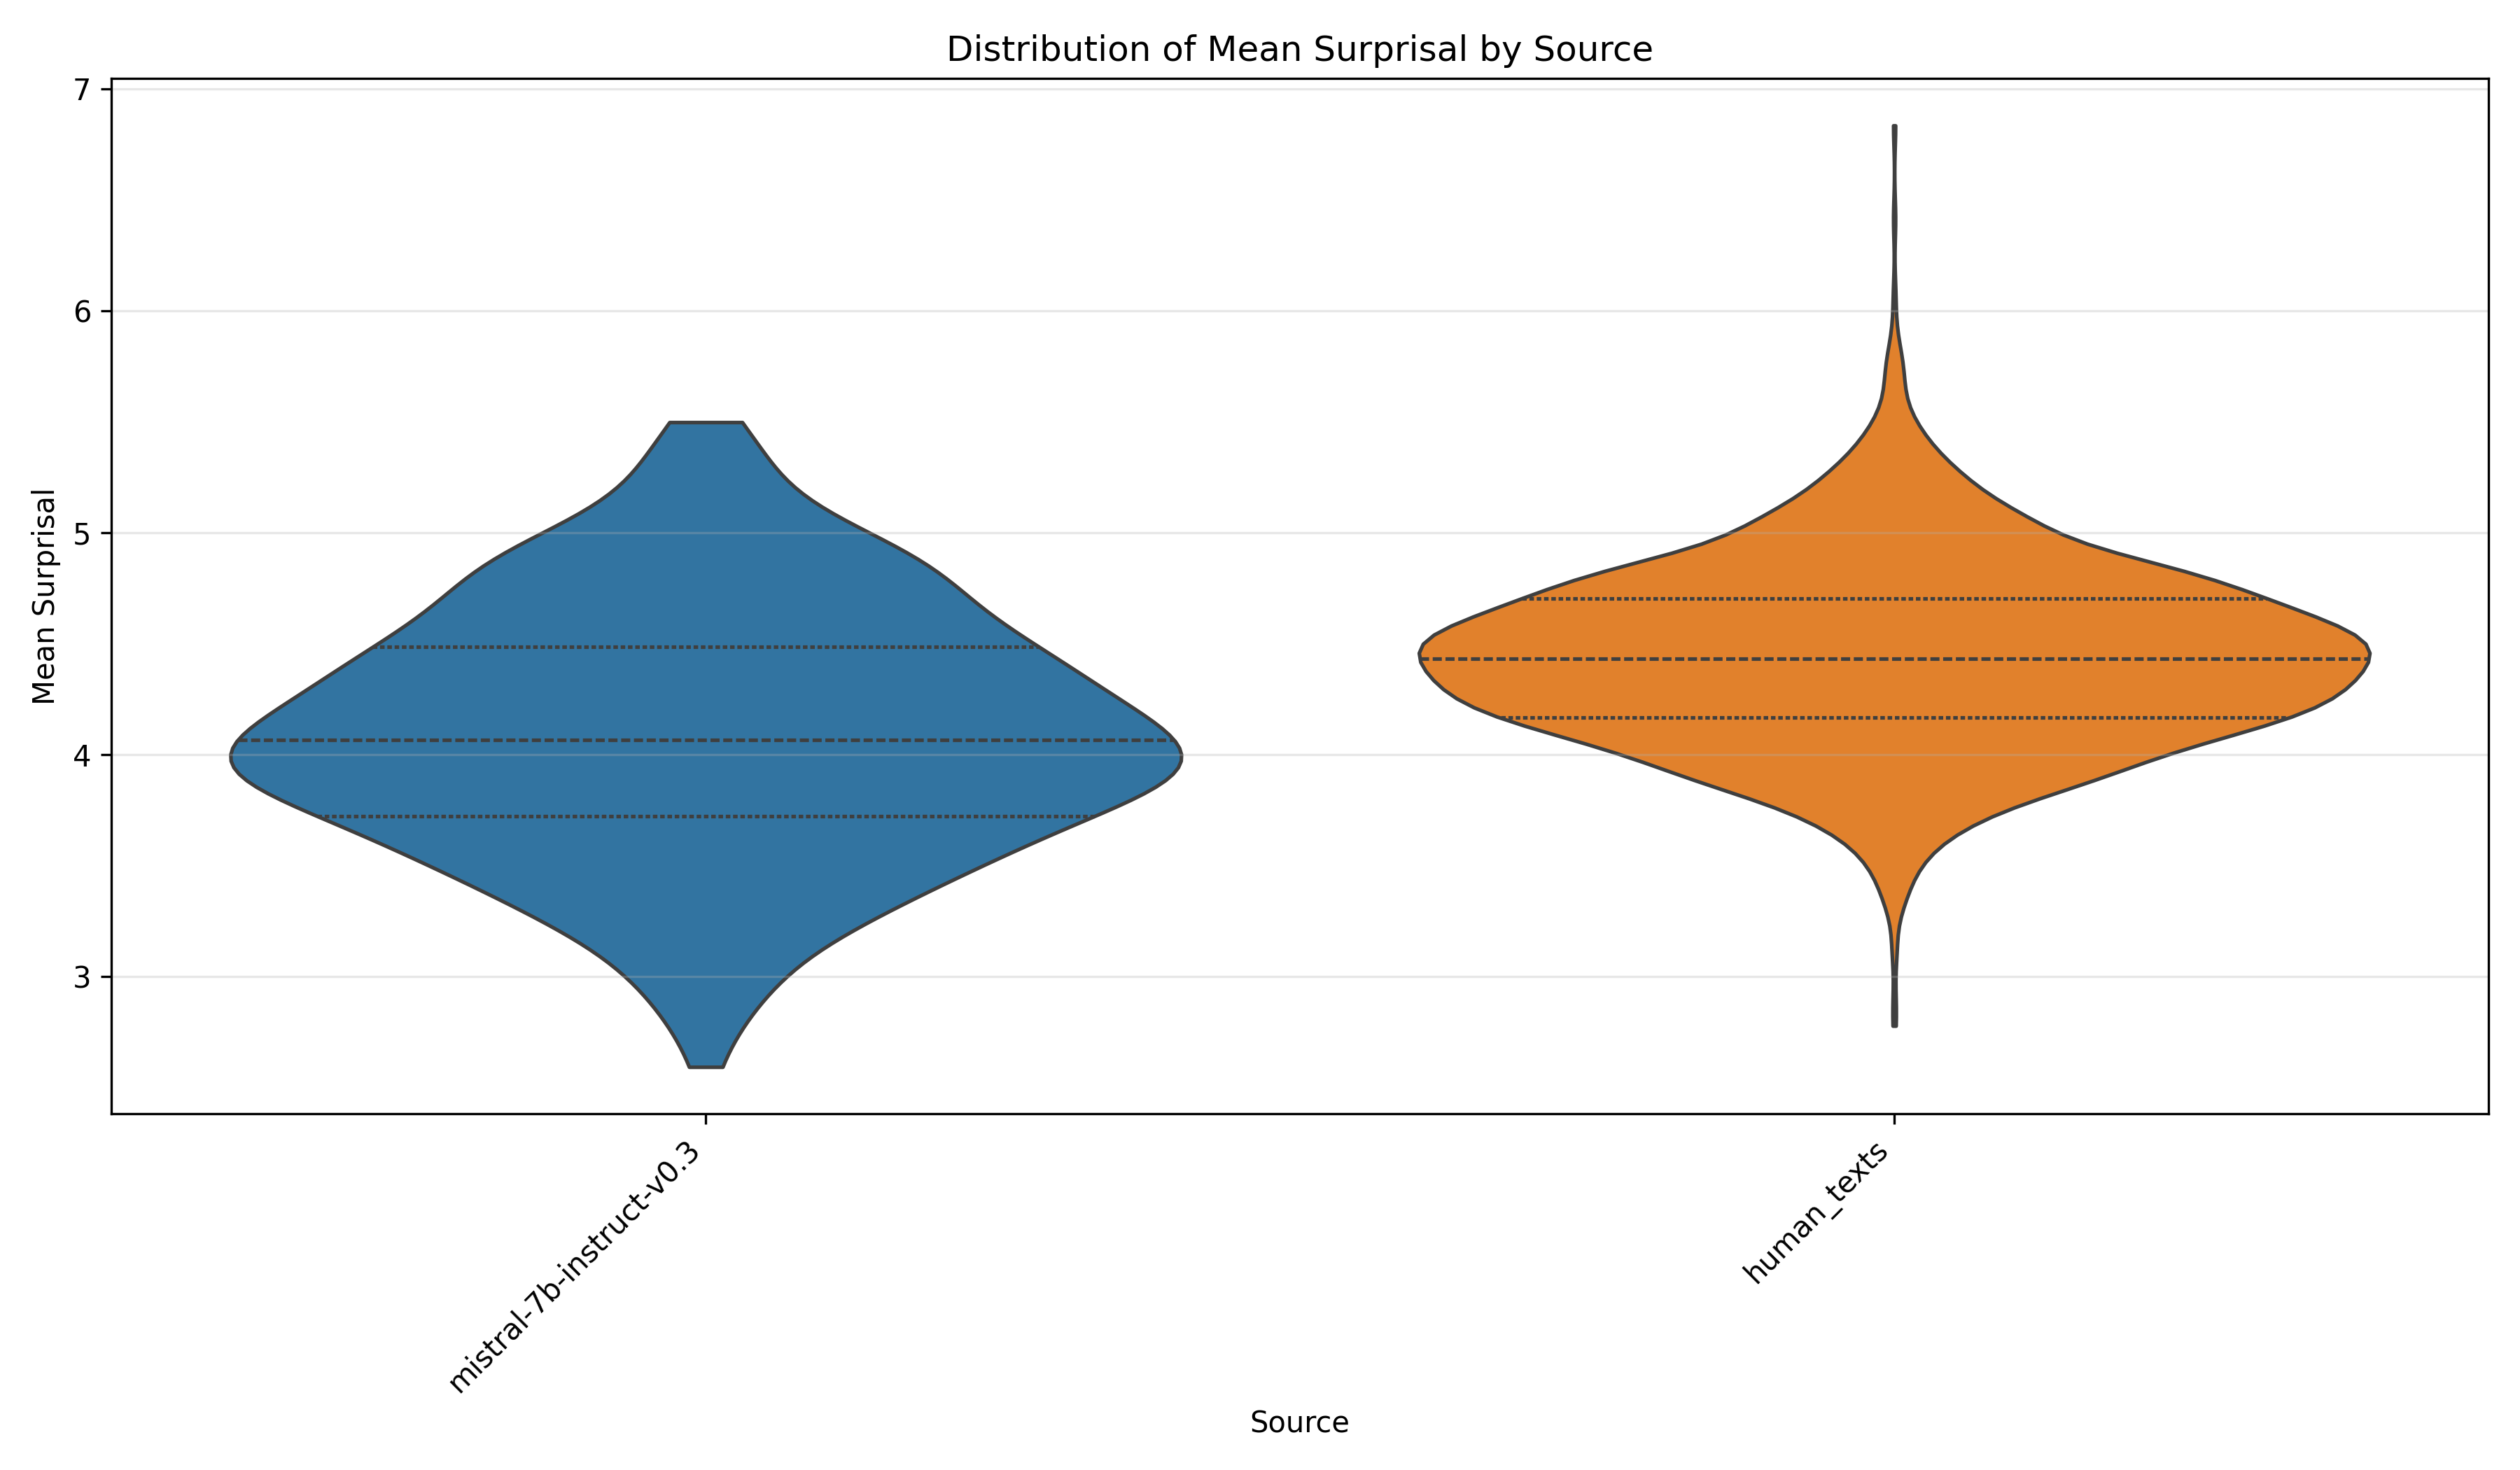 Distribution of Mean Surprisal by Source
Mean Surprisal
7
6
5
4
3
mistral-7b-instruct-v0.3
human_texts
Source